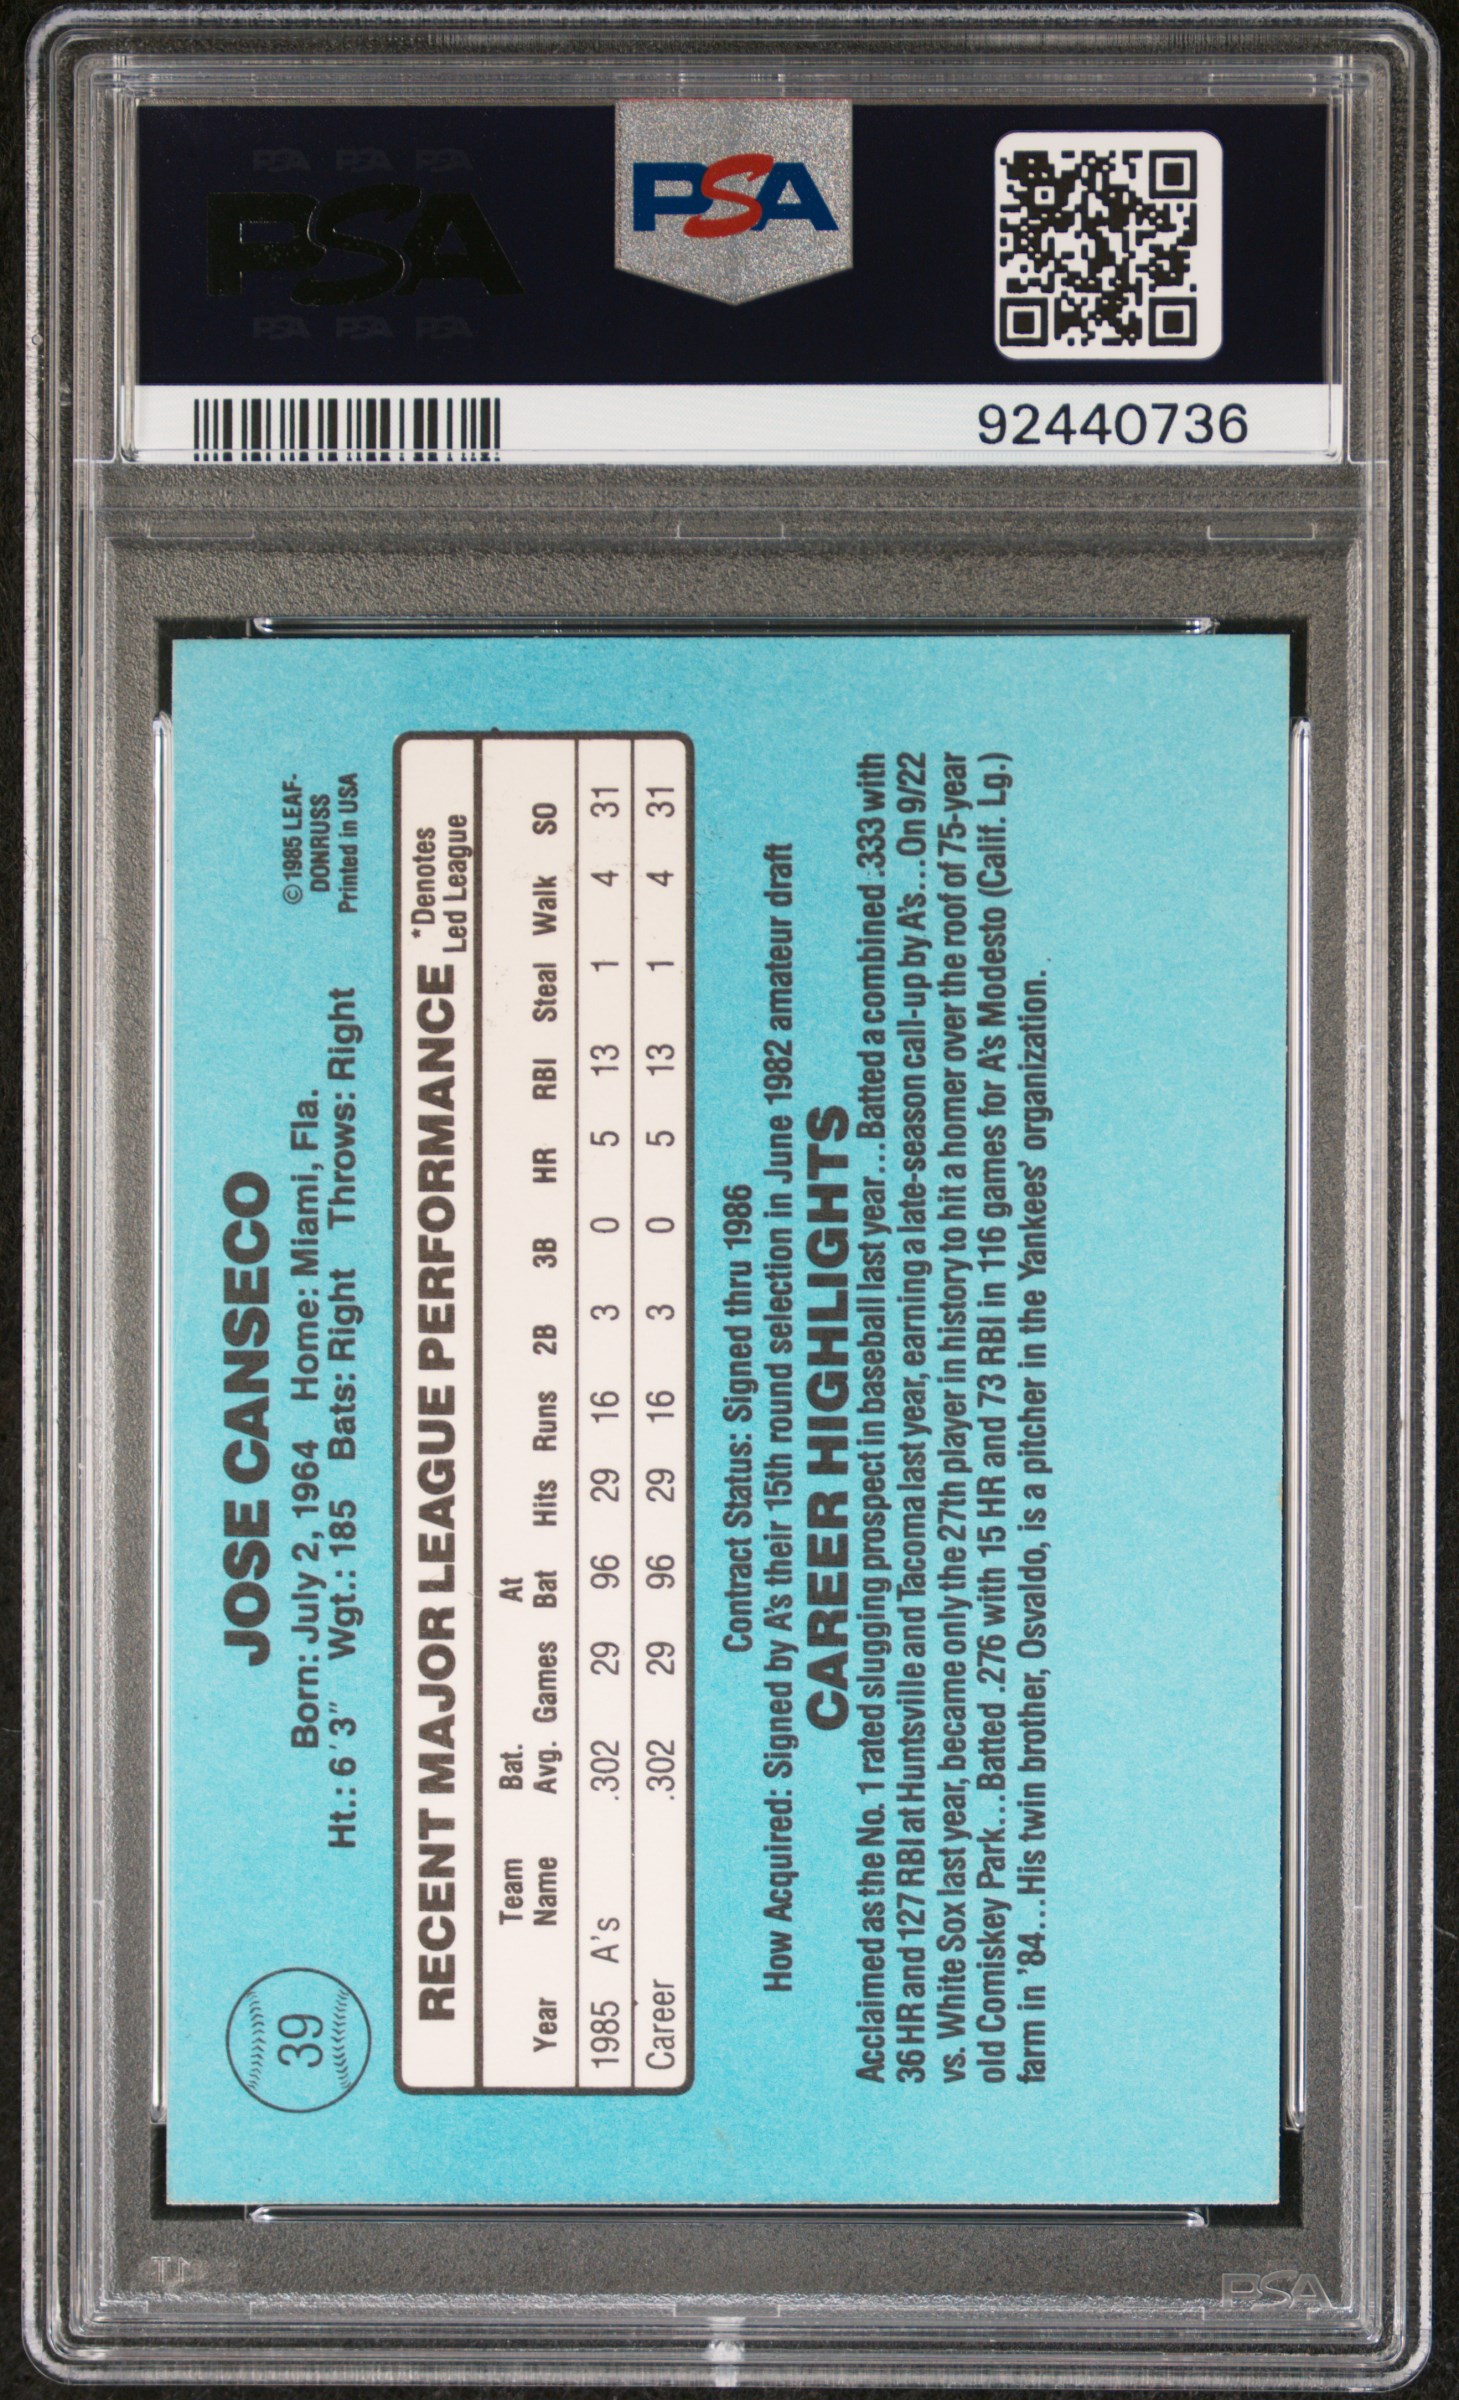 PSA PSA PSA
PSA
PSA PSA PSA
PSA
92440736
39
JOSE CANSECO
©1985 LEAF-
DONRUSS
Printed in USA
Born: July 2, 1964 Home: Miami, Fla.
Ht.: 6'3" Wgt.: 185 Bats: Right Throws: Right
RECENT MAJOR LEAGUE PERFORMANCE *Denotes Led League
Year Team Name Bat. Avg. Games At Bat Hits Runs 2B 3B HR RBI Steal Walk SO
1985 A's .302 29 96 29 16 3 0 5 13 1 4 31
Career .302 29 96 29 16 3 0 5 13 1 4 31
Contract Status: Signed thru 1986
How Acquired: Signed by A's their 15th round selection in June 1982 amateur draft
CAREER HIGHLIGHTS
Acclaimed as the No. 1 rated slugging prospect in baseball last year...Batted a combined .333 with
36 HR and 127 RBI at Huntsville and Tacoma last year, earning a late-season call-up by A's...On 9/22
vs. White Sox last year, became only the 27th player in history to hit a homer over the roof of 75-year
old Comiskey Park...Batted .276 with 15 HR and 73 RBI in 116 games for A's Modesto (Calif. Lg.)
farm in '84...His twin brother, Osvaldo, is a pitcher in the Yankees' organization.
PSA